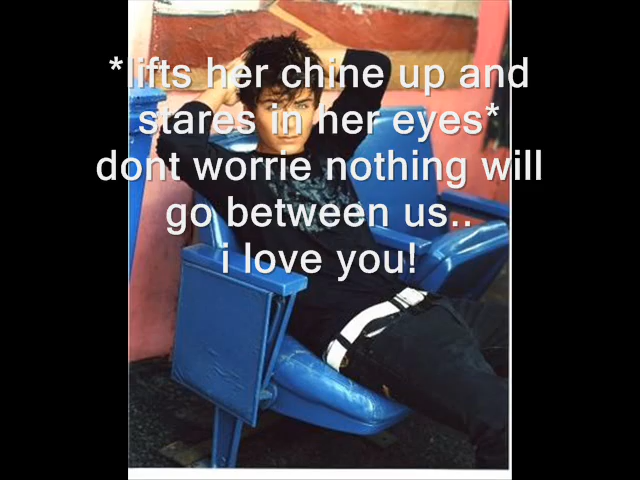 *lifts her chine up and
stares in her eyes*
dont worrie nothing will
go between us..
i love you!